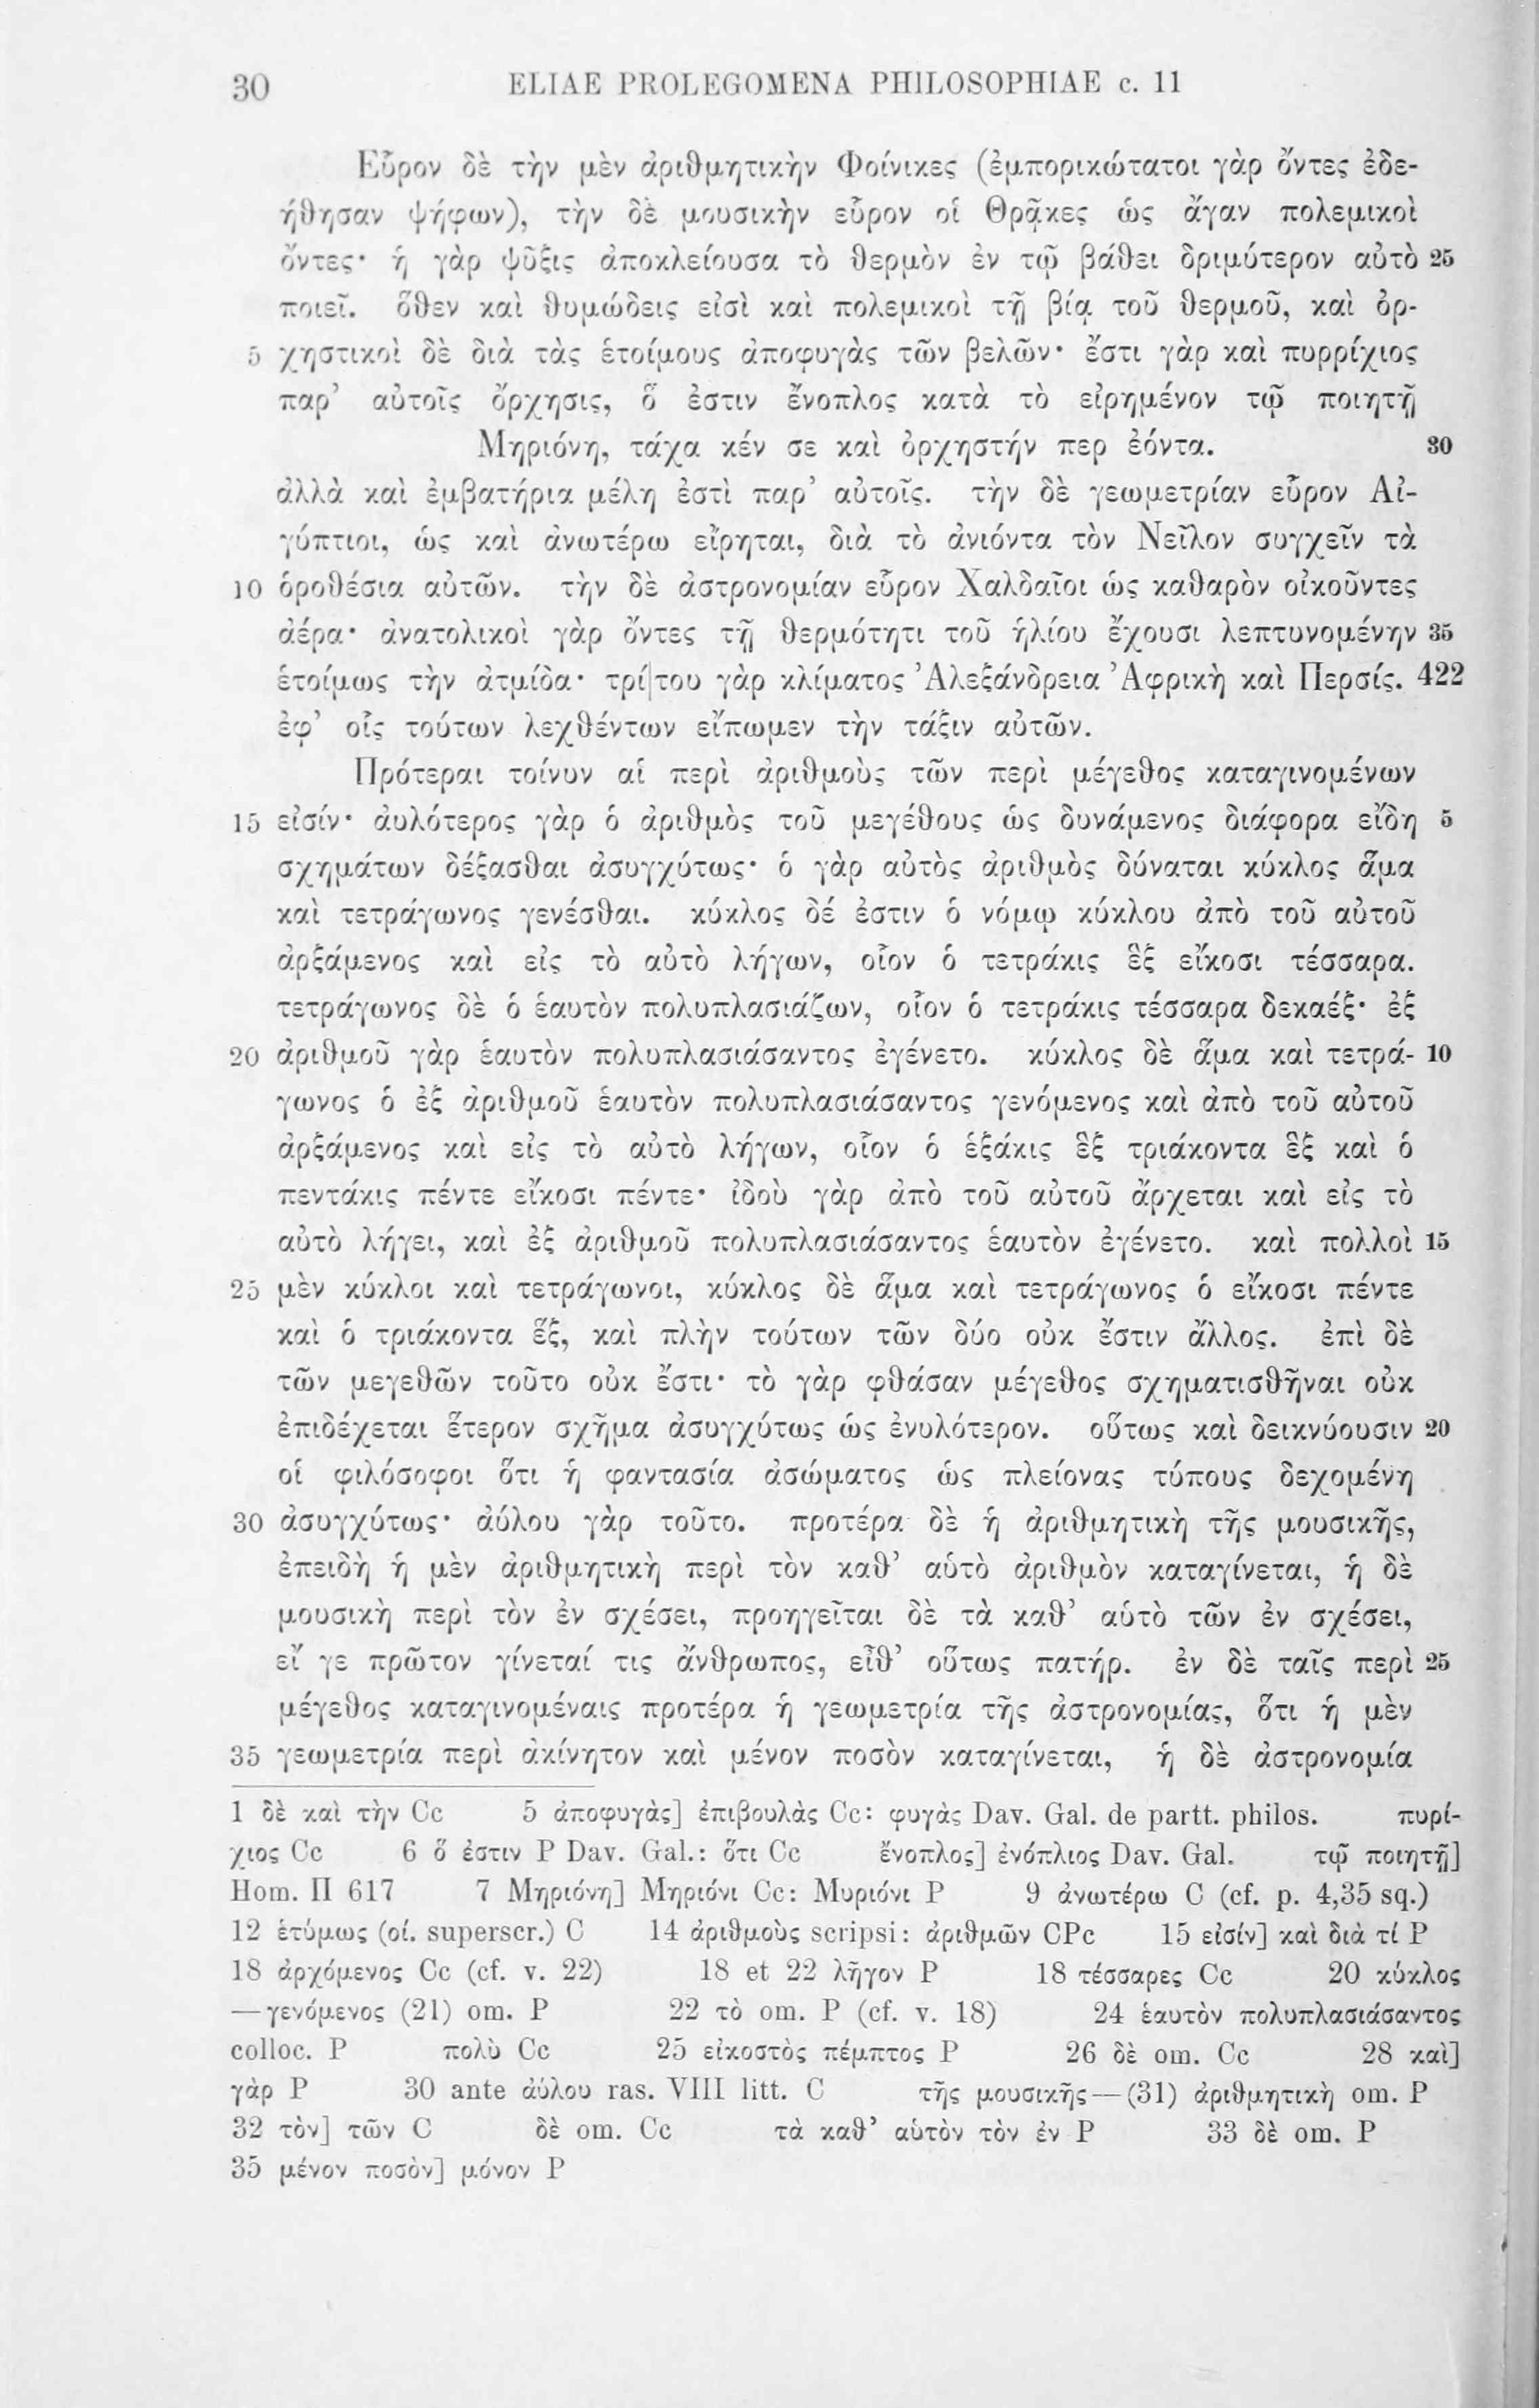 30 ELIAE PROLEGOMENA PHILOSOPHIAE c. 11
Εὗρον δὲ τὴν μὲν ἀριθμητικὴν Φοίνικες (ἐμπορικώτατοι γὰρ ὄντες ἐδε-
ήθησαν ψήφων), τὴν δὲ μουσικὴν εὗρον οἱ Θρᾷκες ὡς ἄγαν πολεμικοὶ
ὄντες· ἡ γὰρ ψῦξις ἀποκλείουσα τὸ θερμὸν ἐν τῷ βάθει δριμύτερον αὐτὸ 25
ποιεῖ. ὅθεν καὶ θυμώδεις εἰσὶ καὶ πολεμικοὶ τῇ βίᾳ τοῦ θερμοῦ, καὶ ὀρ-
5 χηστικοὶ δὲ διὰ τὰς ἑτοίμους ἀποφυγὰς τῶν βελῶν· ἔστι γὰρ καὶ πυρρίχιος
παρ’ αὐτοῖς ὄρχησις, ὅ ἐστιν ἔνοπλος κατὰ τὸ εἰρημένον τῷ ποιητῇ
Μηριόνη, τάχα κέν σε καὶ ὀρχηστήν περ ἐόντα. 30
ἀλλὰ καὶ ἐμβατήρια μέλη ἐστὶ παρ’ αὐτοῖς. τὴν δὲ γεωμετρίαν εὗρον Αἰ-
γύπτιοι, ὡς καὶ ἀνωτέρω εἴρηται, διὰ τὸ ἀνιόντα τὸν Νεῖλον συγχεῖν τὰ
10 ὁροθέσια αὐτῶν. τὴν δὲ ἀστρονομίαν εὗρον Χαλδαῖοι ὡς καθαρὸν οἰκοῦντες
ἀέρα· ἀνατολικοὶ γὰρ ὄντες τῇ θερμότητι τοῦ ἡλίου ἔχουσι λεπτυνομένην 35
ἑτοίμως τὴν ἀτμίδα· τρί|του γὰρ κλίματος Ἀλεξάνδρεια Ἀφρικὴ καὶ Περσίς. 422
ἐφ’ οἷς τούτων λεχθέντων εἴπωμεν τὴν τάξιν αὐτῶν.
Πρότεραι τοίνυν αἱ περὶ ἀριθμοὺς τῶν περὶ μέγεθος καταγινομένων
15 εἰσίν· ἀυλότερος γὰρ ὁ ἀριθμὸς τοῦ μεγέθους ὡς δυνάμενος διάφορα εἴδη 5
σχημάτων δέξασθαι ἀσυγχύτως· ὁ γὰρ αὐτὸς ἀριθμὸς δύναται κύκλος ἅμα
καὶ τετράγωνος γενέσθαι. κύκλος δέ ἐστιν ὁ νόμῳ κύκλου ἀπὸ τοῦ αὐτοῦ
ἀρξάμενος καὶ εἰς τὸ αὐτὸ λήγων, οἷον ὁ τετράκις ἓξ εἴκοσι τέσσαρα.
τετράγωνος δὲ ὁ ἑαυτὸν πολυπλασιάζων, οἷον ὁ τετράκις τέσσαρα δεκαέξ· ἐξ
20 ἀριθμοῦ γὰρ ἑαυτὸν πολυπλασιάσαντος ἐγένετο. κύκλος δὲ ἅμα καὶ τετρά- 10
γωνος ὁ ἐξ ἀριθμοῦ ἑαυτὸν πολυπλασιάσαντος γενόμενος καὶ ἀπὸ τοῦ αὐτοῦ
ἀρξάμενος καὶ εἰς τὸ αὐτὸ λήγων, οἷον ὁ ἑξάκις ἓξ τριάκοντα ἓξ καὶ ὁ
πεντάκις πέντε εἴκοσι πέντε· ἰδοὺ γὰρ ἀπὸ τοῦ αὐτοῦ ἄρχεται καὶ εἰς τὸ
αὐτὸ λήγει, καὶ ἐξ ἀριθμοῦ πολυπλασιάσαντος ἑαυτὸν ἐγένετο. καὶ πολλοὶ 15
25 μὲν κύκλοι καὶ τετράγωνοι, κύκλος δὲ ἅμα καὶ τετράγωνος ὁ εἴκοσι πέντε
καὶ ὁ τριάκοντα ἕξ, καὶ πλὴν τούτων τῶν δύο οὐκ ἔστιν ἄλλος. ἐπὶ δὲ
τῶν μεγεθῶν τοῦτο οὐκ ἔστι· τὸ γὰρ φθάσαν μέγεθος σχηματισθῆναι οὐκ
ἐπιδέχεται ἕτερον σχῆμα ἀσυγχύτως ὡς ἐνυλότερον. οὕτως καὶ δεικνύουσιν 20
οἱ φιλόσοφοι ὅτι ἡ φαντασία ἀσώματος ὡς πλείονας τύπους δεχομένη
30 ἀσυγχύτως· ἀύλου γὰρ τοῦτο. προτέρα δὲ ἡ ἀριθμητικὴ τῆς μουσικῆς,
ἐπειδὴ ἡ μὲν ἀριθμητικὴ περὶ τὸν καθ’ αὑτὸ ἀριθμὸν καταγίνεται, ἡ δὲ
μουσικὴ περὶ τὸν ἐν σχέσει, προηγεῖται δὲ τὰ καθ’ αὑτὸ τῶν ἐν σχέσει,
εἴ γε πρῶτον γίνεταί τις ἄνθρωπος, εἶθ’ οὕτως πατήρ. ἐν δὲ ταῖς περὶ 25
μέγεθος καταγινομέναις προτέρα ἡ γεωμετρία τῆς ἀστρονομίας, ὅτι ἡ μὲν
35 γεωμετρία περὶ ἀκίνητον καὶ μένον ποσὸν καταγίνεται, ἡ δὲ ἀστρονομία
1 δὲ καὶ τὴν Cc 5 ἀποφυγὰς] ἐπιβουλὰς Cc: φυγὰς Dav. Gal. de partt. philos. πυρί-
χιος Cc 6 ὅ ἐστιν P Dav. Gal.: ὅτι Cc ἔνοπλος] ἐνόπλιος Dav. Gal. τῷ ποιητῇ]
Hom. Π 617 7 Μηριόνη] Μηριόνι Cc: Μυριόνι P 9 ἀνωτέρω C (cf. p. 4,35 sq.)
12 ἑτύμως (οί. superscr.) C 14 ἀριθμοὺς scripsi: ἀριθμῶν CPc 15 εἰσίν] καὶ διὰ τί P
18 ἀρχόμενος Cc (cf. v. 22) 18 et 22 λῆγον P 18 τέσσαρες Cc 20 κύκλος
—γενόμενος (21) om. P 22 τὸ om. P (cf. v. 18) 24 ἑαυτὸν πολυπλασιάσαντος
colloc. P πολὺ Cc 25 εἰκοστὸς πέμπτος P 26 δὲ om. Cc 28 καὶ]
γὰρ P 30 ante ἀύλου ras. VIII litt. C τῆς μουσικῆς—(31) ἀριθμητικὴ om. P
32 τὸν] τῶν C δὲ om. Cc τὰ καθ’ αὑτὸν τὸν ἐν P 33 δὲ om. P
35 μένον ποσὸν] μόνον P